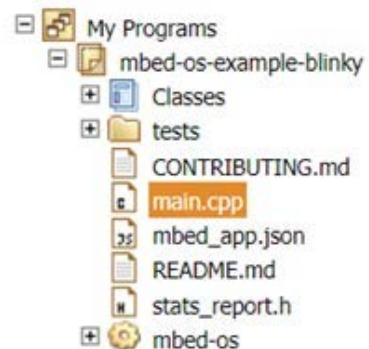 My Programs
mbed-os-example-blinky
Classes
tests
CONTRIBUTING.md
main.cpp
mbed_app.json
README.md
stats_report.h
mbed-os